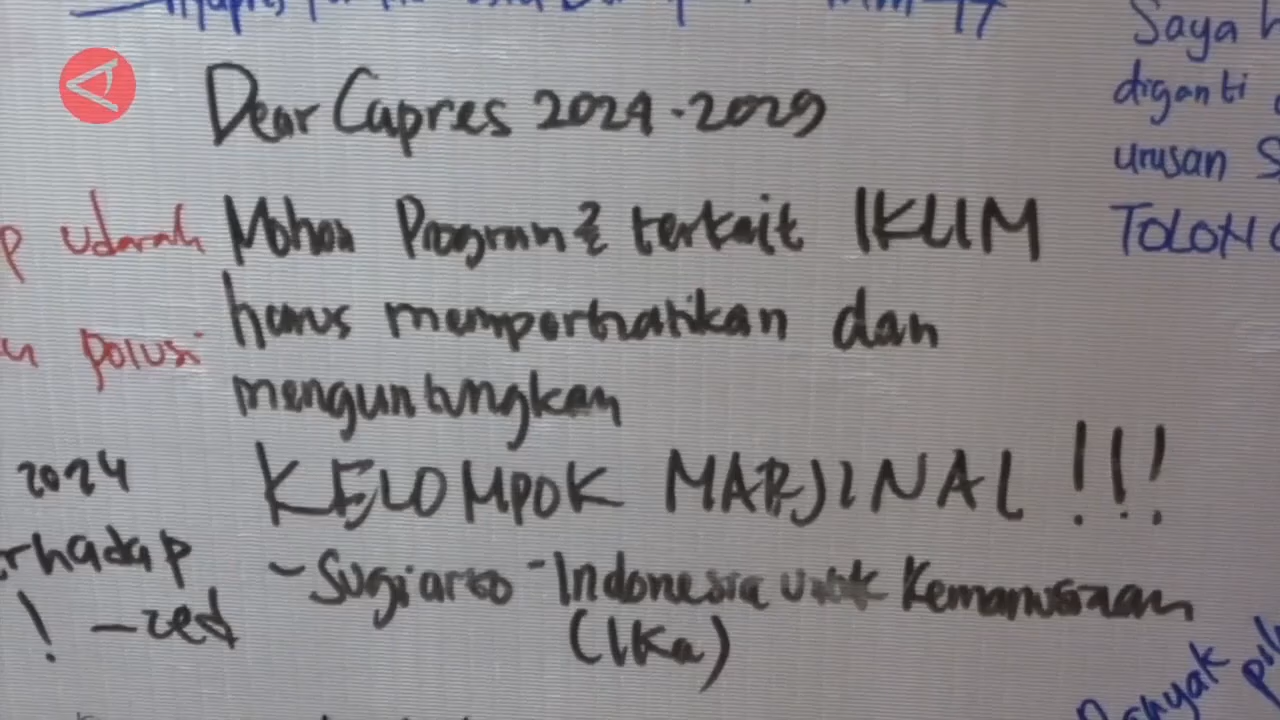 Dear Capres 2024-2029
Mohon Program2 terkait IKLIM
harus memperhatikan dan
menguntungkan
KELOMPOK MARJINAL !!!
- Sugiarto - Indonesia untuk Kemanusiaan
(IKa)
udarah
polusi
2024
rhadap
! - zed
Saya
diganti
urusan S
TOLON